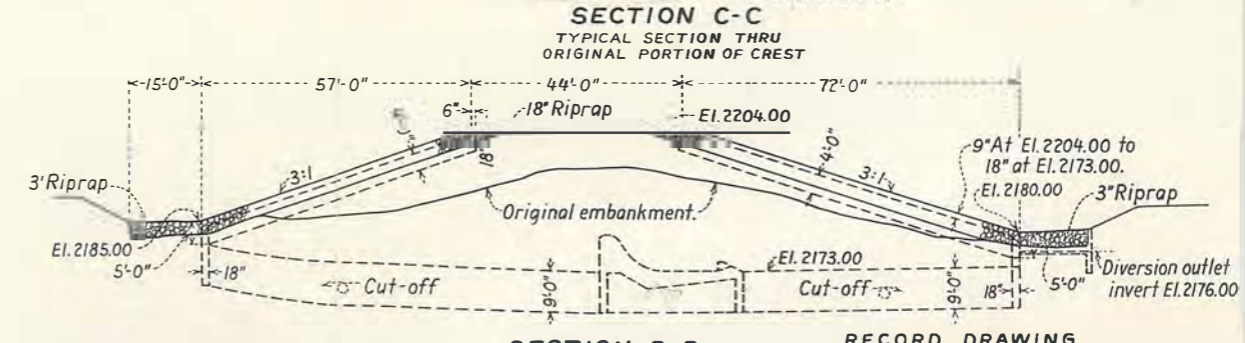 SECTION C-C
TYPICAL SECTION THRU
ORIGINAL PORTION OF CREST
15'-0" 57'-0" 44'-0" 72'-0"
6" 18" Riprap El. 2204.00
18"
4'-0"
9" At El. 2204.00 to
18" at El. 2173.00.
3:1 3:1
El. 2180.00
3' Riprap
3" Riprap
Original embankment.
El. 2185.00
5'-0"
18"
Cut-off
9'-0"
El. 2173.00
Cut-off
9'-0"
18"
5'-0"
Diversion outlet
invert El. 2176.00
RECORD DRAWING